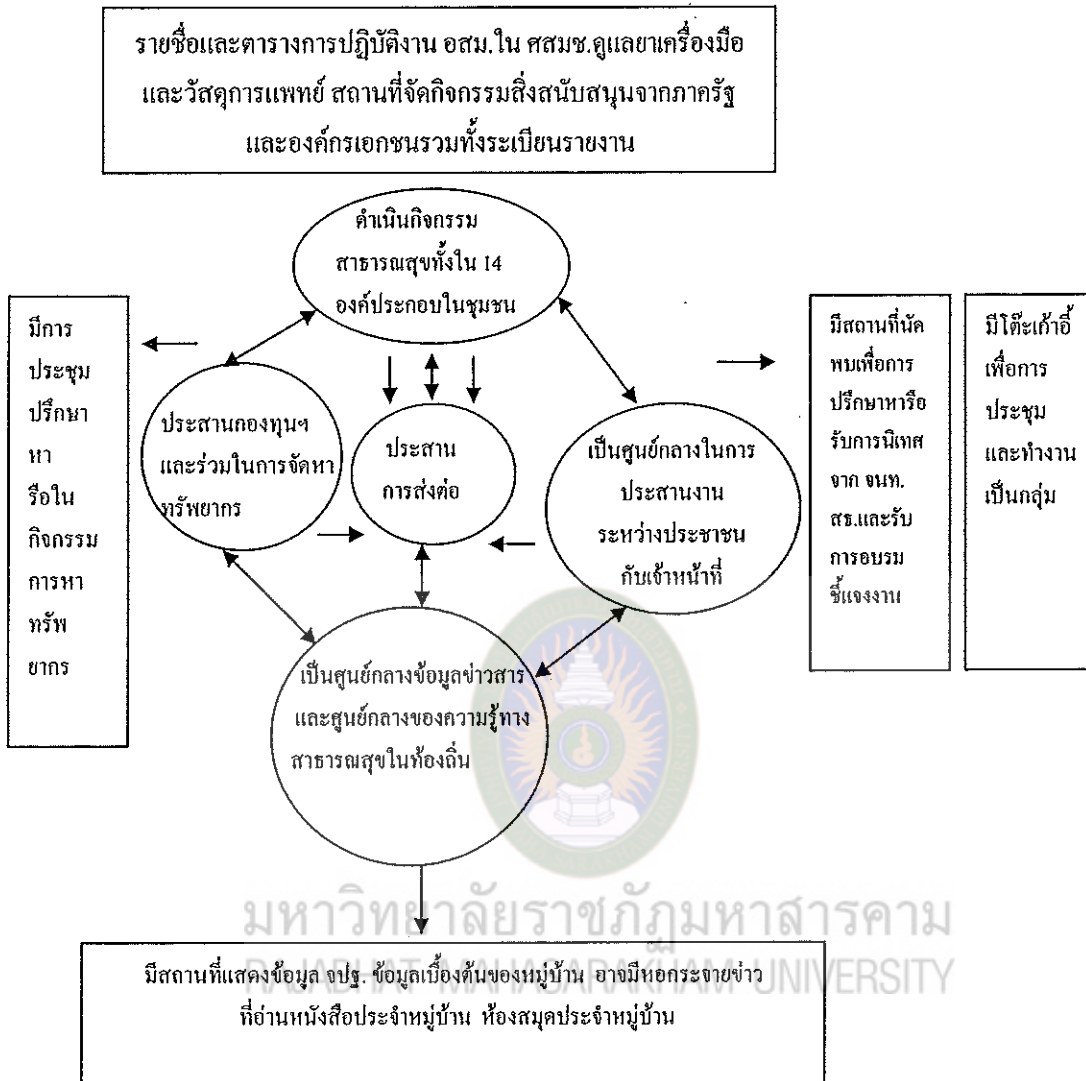 รายชื่อและตารางการปฏิบัติงาน อสม.ใน ศสมช.ดูแลยาเครื่องมือ
และวัสดุการแพทย์ สถานที่จัดกิจกรรมสิ่งสนับสนุนจากภาครัฐ
และองค์กรเอกชนรวมทั้งระเบียนรายงาน
ดำเนินกิจกรรม
สาธารณสุขทั้งใน 14
องค์ประกอบในชุมชน
มีการ
ประชุม
ปรึกษา
หา
รือใน
กิจกรรม
การหา
ทรัพ
ยากร
ประสานกองทุนฯ
และร่วมในการจัดหา
ทรัพยากร
ประสาน
การส่งต่อ
เป็นศูนย์กลางในการ
ประสานงาน
ระหว่างประชาชน
กับเจ้าหน้าที่
มีสถานที่นัด
พบเพื่อการ
ปรึกษาหารือ
รับการนิเทศ
จาก จนท.
สธ.และรับ
การอบรม
ชี้แจงงาน
มีโต๊ะเก้าอี้
เพื่อการ
ประชุม
และทำงาน
เป็นกลุ่ม
เป็นศูนย์กลางข้อมูลข่าวสาร
และศูนย์กลางของความรู้ทาง
สาธารณสุขในท้องถิ่น
มหาวิทยาลัยราชภัฏมหาสารคาม
RAJABHAT MAHASARAKHAM UNIVERSITY
มีสถานที่แสดงข้อมูล จปฐ. ข้อมูลเบื้องต้นของหมู่บ้าน อาจมีหอกระจายข่าว
ที่อ่านหนังสือประจำหมู่บ้าน ห้องสมุดประจำหมู่บ้าน